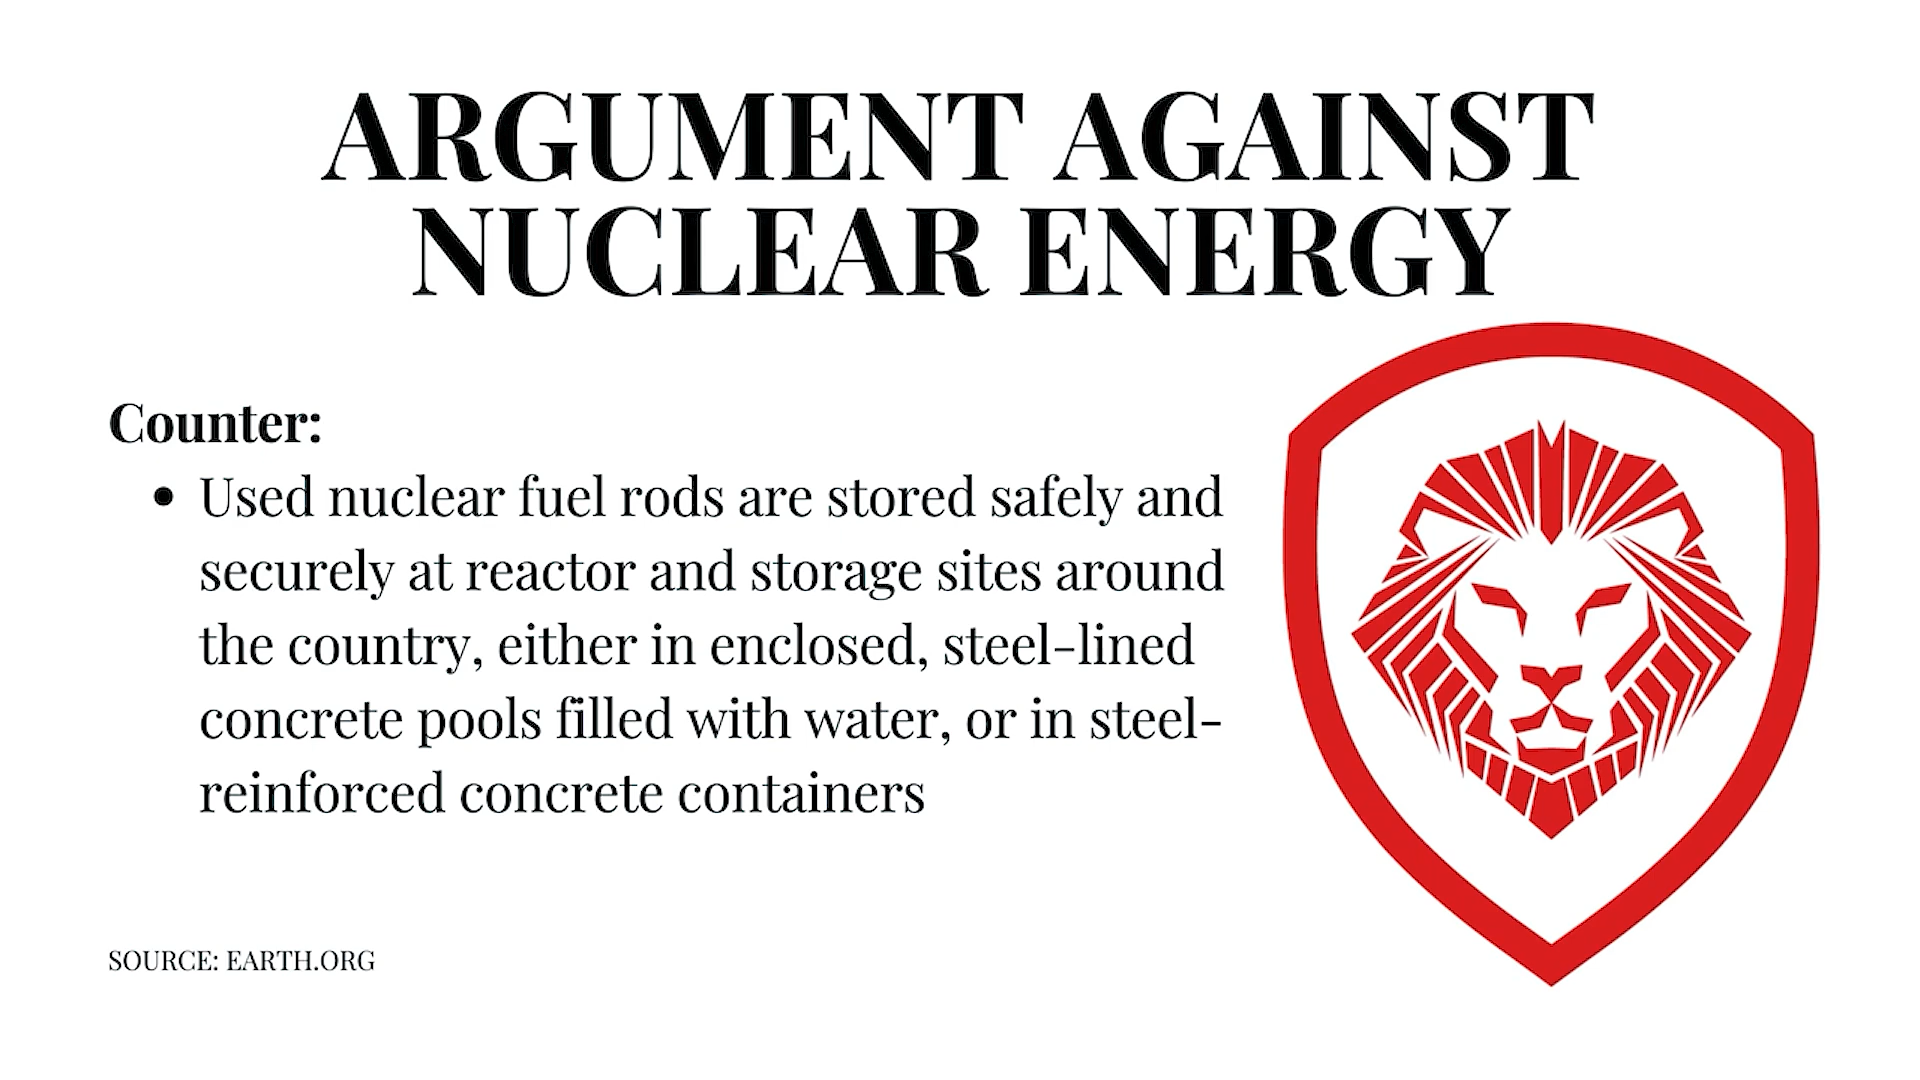 ARGUMENT AGAINST
NUCLEAR ENERGY
Counter:
• Used nuclear fuel rods are stored safely and
securely at reactor and storage sites around
the country, either in enclosed, steel-lined
concrete pools filled with water, or in steel-
reinforced concrete containers
SOURCE: EARTH.ORG